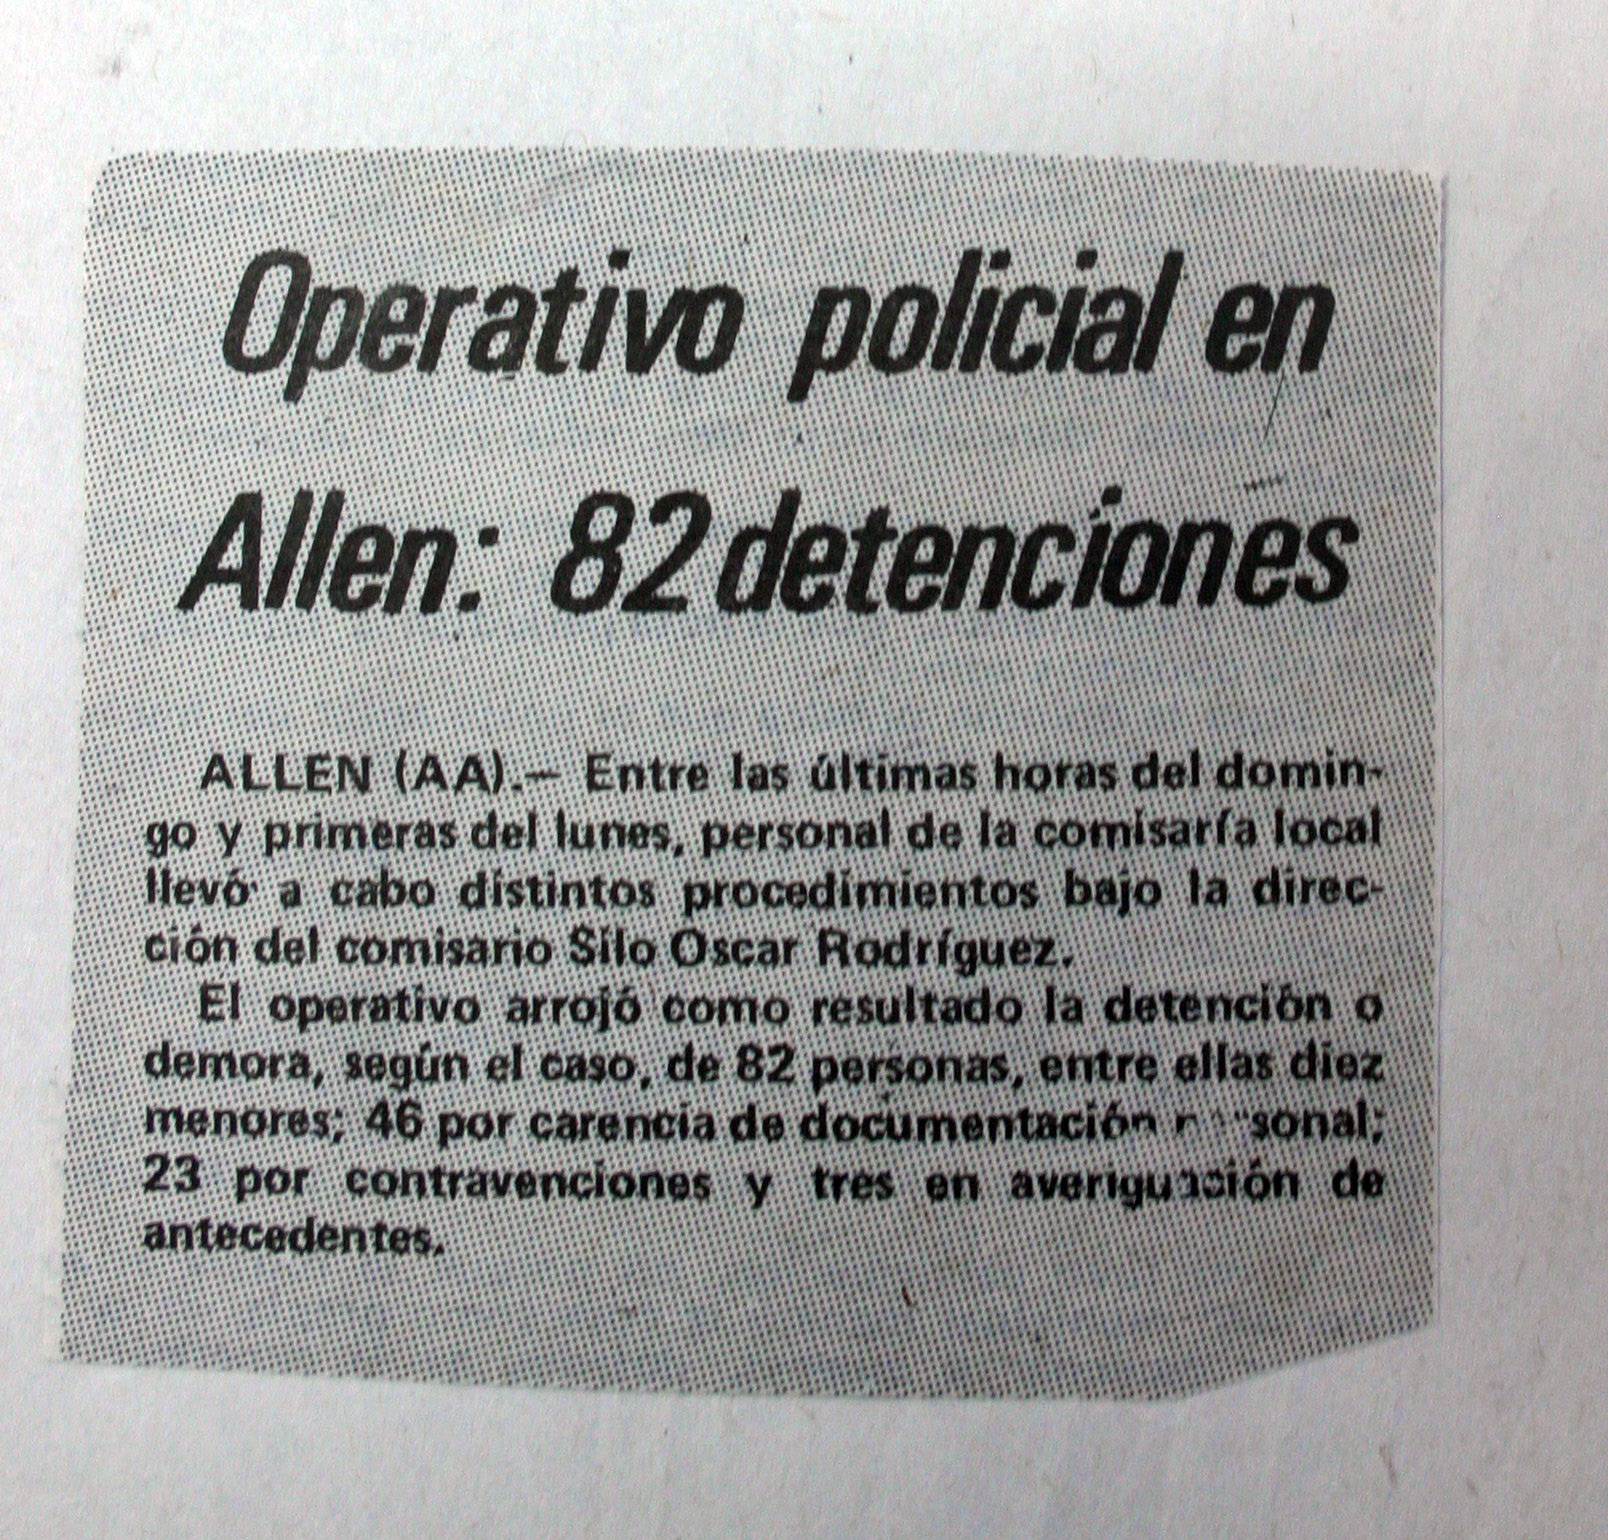 Operativo policial en
Allen: 82 detenciones
ALLEN (AA).— Entre las últimas horas del domin-
go y primeras del lunes, personal de la comisaría local
llevó a cabo distintos procedimientos bajo la direc-
ción del comisario Silo Oscar Rodríguez.
El operativo arrojó como resultado la detención o
demora, según el caso, de 82 personas, entre ellas diez
menores; 46 por carencia de documentación personal;
23 por contravenciones y tres en averiguación de
antecedentes.